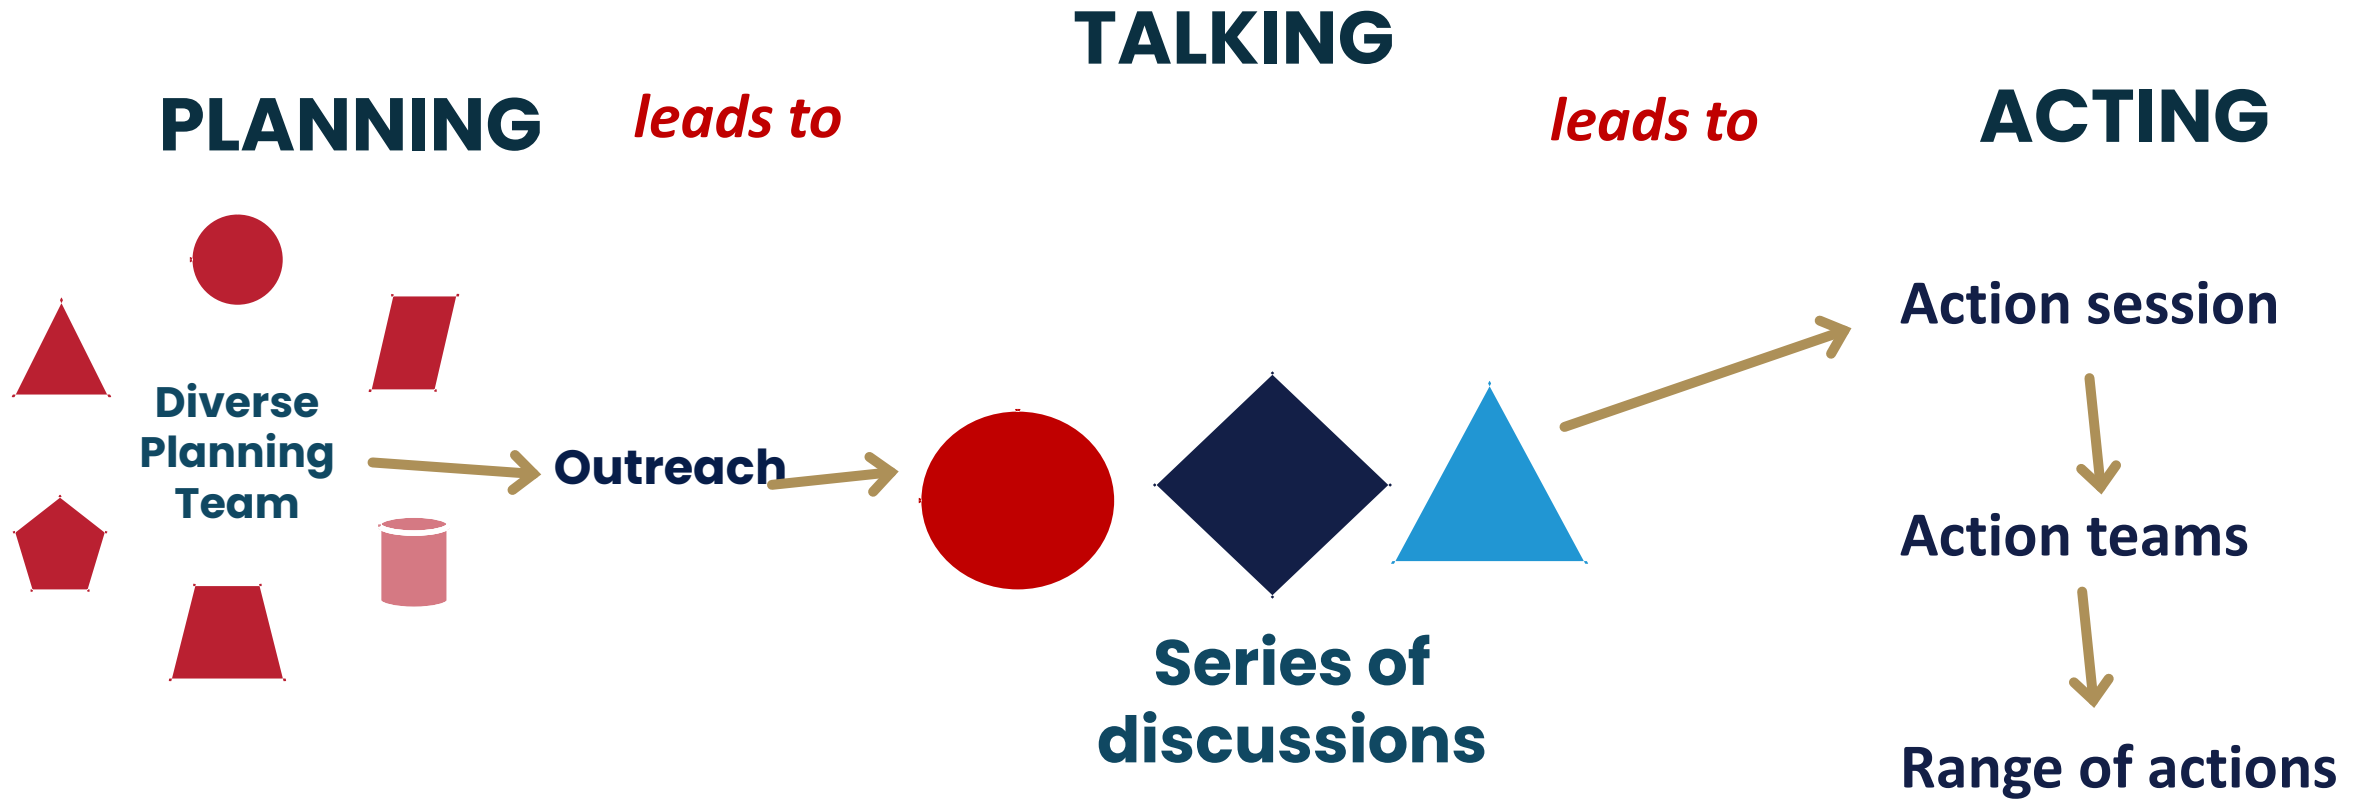 TALKING
PLANNING
leads to
leads to
ACTING
Diverse
Planning
Team
Outreach
Series of
discussions
Action session
Action teams
Range of actions